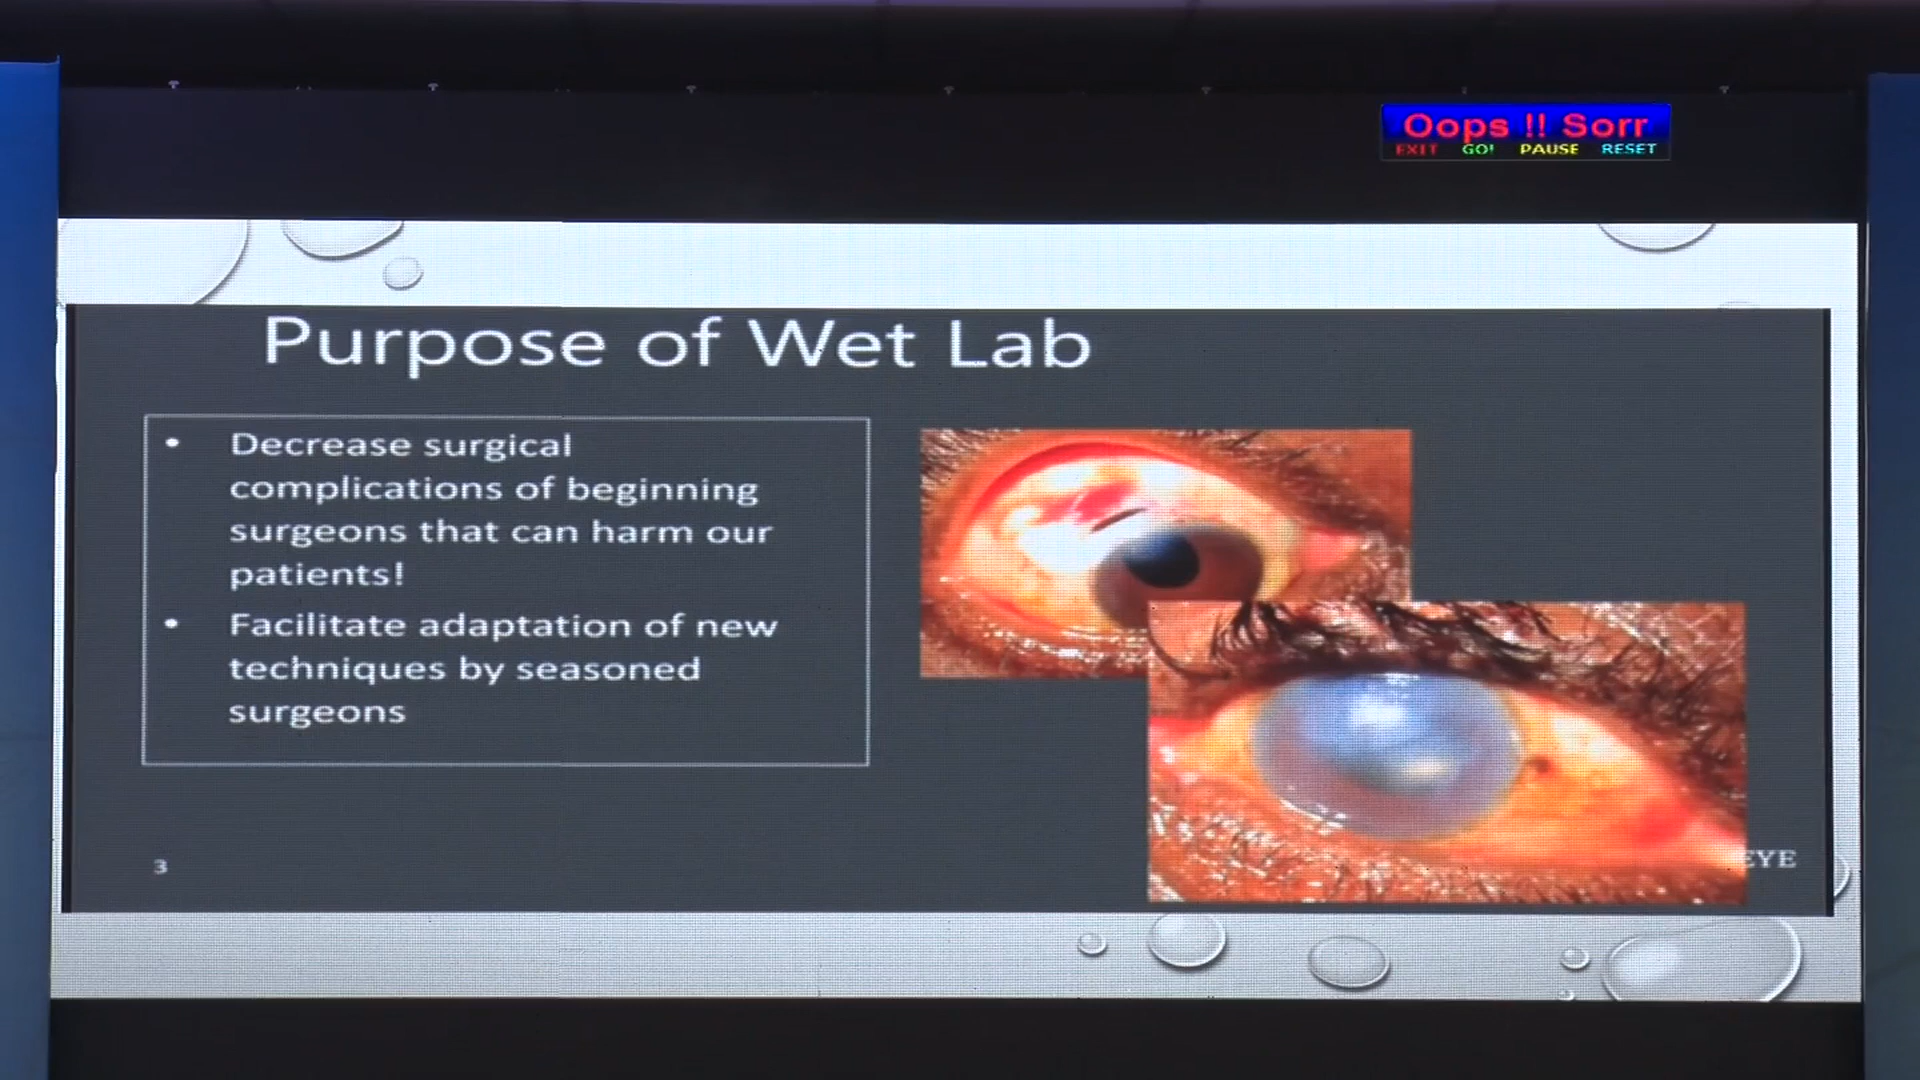 Oops !! Sorr
EXIT GO! PAUSE RESET
Purpose of Wet Lab
• Decrease surgical
complications of beginning
surgeons that can harm our
patients!
• Facilitate adaptation of new
techniques by seasoned
surgeons
3
EYE